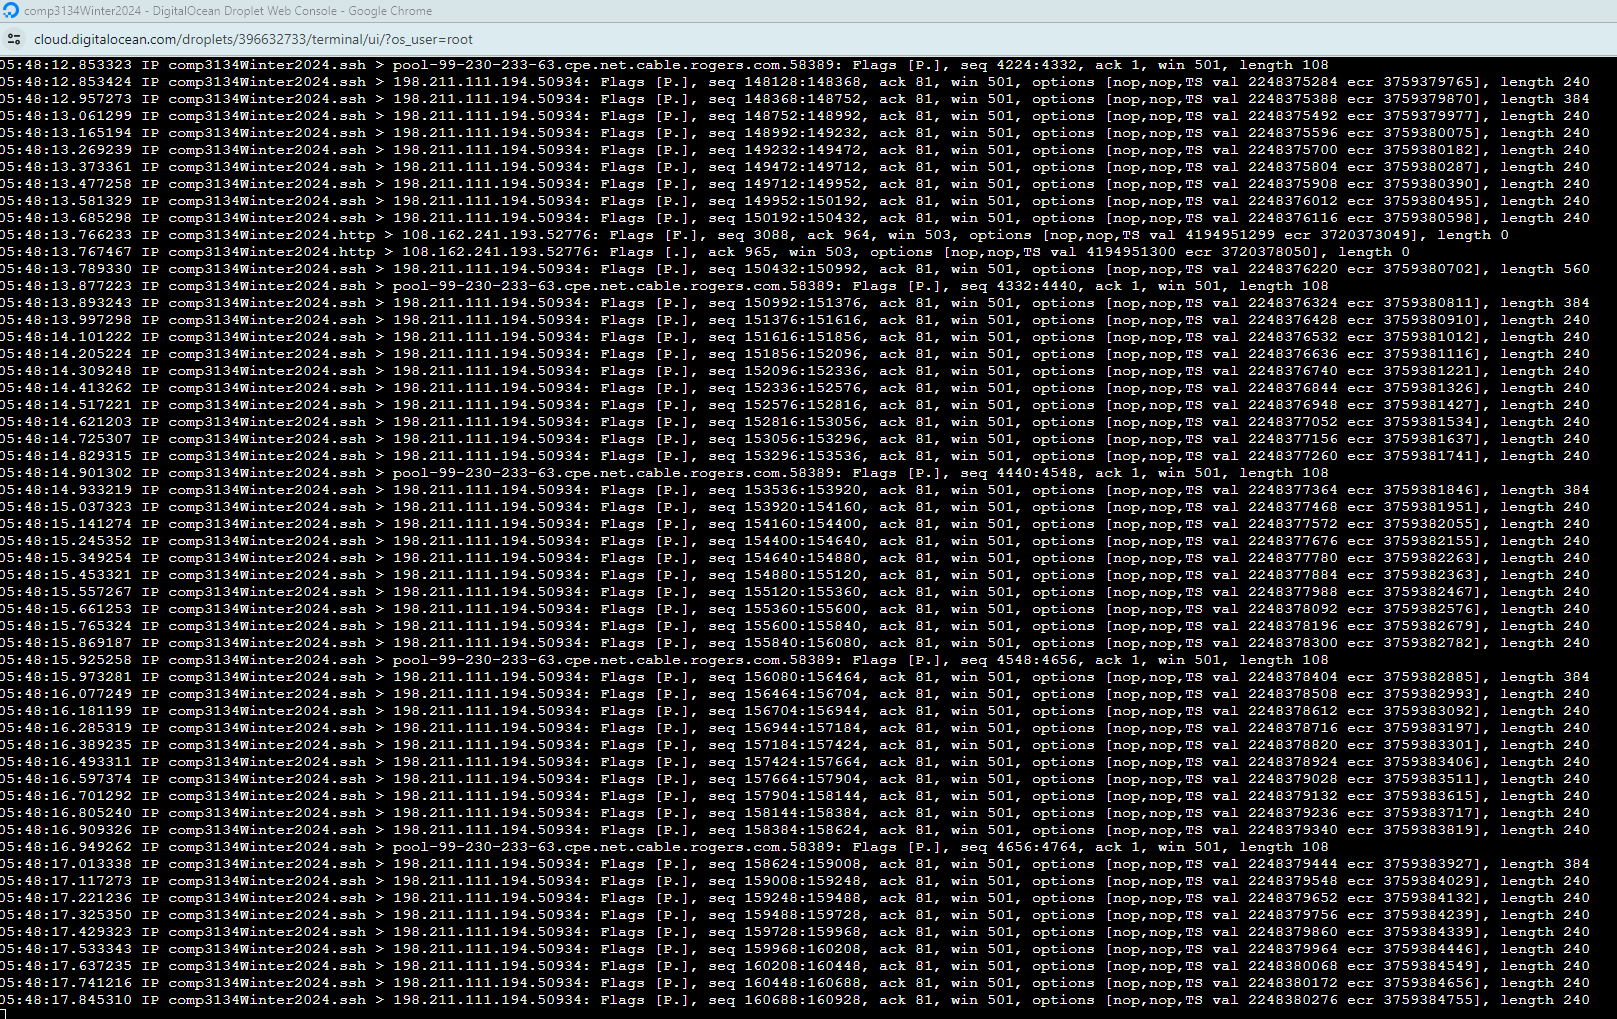 comp3134Winter2024 - DigitalOcean Droplet Web Console - Google Chrome
cloud.digitalocean.com/droplets/396632733/terminal/ui/?os_user=root
05:48:12.853323 IP comp3134Winter2024.ssh > pool-99-230-233-63.cpe.net.cable.rogers.com.58389: Flags [P.], seq 4224:4332, ack 1, win 501, length 108
05:48:12.853424 IP comp3134Winter2024.ssh > 198.211.111.194.50934: Flags [P.], seq 148128:148368, ack 81, win 501, options [nop,nop,TS val 2248375284 ecr 3759379765], length 240
05:48:12.957273 IP comp3134Winter2024.ssh > 198.211.111.194.50934: Flags [P.], seq 148368:148752, ack 81, win 501, options [nop,nop,TS val 2248375388 ecr 3759379870], length 384
05:48:13.061299 IP comp3134Winter2024.ssh > 198.211.111.194.50934: Flags [P.], seq 148752:148992, ack 81, win 501, options [nop,nop,TS val 2248375492 ecr 3759379977], length 240
05:48:13.165194 IP comp3134Winter2024.ssh > 198.211.111.194.50934: Flags [P.], seq 148992:149232, ack 81, win 501, options [nop,nop,TS val 2248375596 ecr 3759380075], length 240
05:48:13.269239 IP comp3134Winter2024.ssh > 198.211.111.194.50934: Flags [P.], seq 149232:149472, ack 81, win 501, options [nop,nop,TS val 2248375700 ecr 3759380182], length 240
05:48:13.373361 IP comp3134Winter2024.ssh > 198.211.111.194.50934: Flags [P.], seq 149472:149712, ack 81, win 501, options [nop,nop,TS val 2248375804 ecr 3759380287], length 240
05:48:13.477258 IP comp3134Winter2024.ssh > 198.211.111.194.50934: Flags [P.], seq 149712:149952, ack 81, win 501, options [nop,nop,TS val 2248375908 ecr 3759380390], length 240
05:48:13.581329 IP comp3134Winter2024.ssh > 198.211.111.194.50934: Flags [P.], seq 149952:150192, ack 81, win 501, options [nop,nop,TS val 2248376012 ecr 3759380495], length 240
05:48:13.685298 IP comp3134Winter2024.ssh > 198.211.111.194.50934: Flags [P.], seq 150192:150432, ack 81, win 501, options [nop,nop,TS val 2248376116 ecr 3759380598], length 240
05:48:13.766233 IP comp3134Winter2024.http > 108.162.241.193.52776: Flags [F.], seq 3088, ack 964, win 503, options [nop,nop,TS val 4194951299 ecr 3720373049], length 0
05:48:13.767467 IP comp3134Winter2024.http > 108.162.241.193.52776: Flags [.], ack 965, win 503, options [nop,nop,TS val 4194951300 ecr 3720378050], length 0
05:48:13.789330 IP comp3134Winter2024.ssh > 198.211.111.194.50934: Flags [P.], seq 150432:150992, ack 81, win 501, options [nop,nop,TS val 2248376220 ecr 3759380702], length 560
05:48:13.877223 IP comp3134Winter2024.ssh > pool-99-230-233-63.cpe.net.cable.rogers.com.58389: Flags [P.], seq 4332:4440, ack 1, win 501, length 108
05:48:13.893243 IP comp3134Winter2024.ssh > 198.211.111.194.50934: Flags [P.], seq 150992:151376, ack 81, win 501, options [nop,nop,TS val 2248376324 ecr 3759380811], length 384
05:48:13.997298 IP comp3134Winter2024.ssh > 198.211.111.194.50934: Flags [P.], seq 151376:151616, ack 81, win 501, options [nop,nop,TS val 2248376428 ecr 3759380910], length 240
05:48:14.101222 IP comp3134Winter2024.ssh > 198.211.111.194.50934: Flags [P.], seq 151616:151856, ack 81, win 501, options [nop,nop,TS val 2248376532 ecr 3759381012], length 240
05:48:14.205224 IP comp3134Winter2024.ssh > 198.211.111.194.50934: Flags [P.], seq 151856:152096, ack 81, win 501, options [nop,nop,TS val 2248376636 ecr 3759381116], length 240
05:48:14.309248 IP comp3134Winter2024.ssh > 198.211.111.194.50934: Flags [P.], seq 152096:152336, ack 81, win 501, options [nop,nop,TS val 2248376740 ecr 3759381221], length 240
05:48:14.413262 IP comp3134Winter2024.ssh > 198.211.111.194.50934: Flags [P.], seq 152336:152576, ack 81, win 501, options [nop,nop,TS val 2248376844 ecr 3759381326], length 240
05:48:14.517221 IP comp3134Winter2024.ssh > 198.211.111.194.50934: Flags [P.], seq 152576:152816, ack 81, win 501, options [nop,nop,TS val 2248376948 ecr 3759381427], length 240
05:48:14.621203 IP comp3134Winter2024.ssh > 198.211.111.194.50934: Flags [P.], seq 152816:153056, ack 81, win 501, options [nop,nop,TS val 2248377052 ecr 3759381534], length 240
05:48:14.725307 IP comp3134Winter2024.ssh > 198.211.111.194.50934: Flags [P.], seq 153056:153296, ack 81, win 501, options [nop,nop,TS val 2248377156 ecr 3759381637], length 240
05:48:14.829315 IP comp3134Winter2024.ssh > 198.211.111.194.50934: Flags [P.], seq 153296:153536, ack 81, win 501, options [nop,nop,TS val 2248377260 ecr 3759381741], length 240
05:48:14.901302 IP comp3134Winter2024.ssh > pool-99-230-233-63.cpe.net.cable.rogers.com.58389: Flags [P.], seq 4440:4548, ack 1, win 501, length 108
05:48:14.933219 IP comp3134Winter2024.ssh > 198.211.111.194.50934: Flags [P.], seq 153536:153920, ack 81, win 501, options [nop,nop,TS val 2248377364 ecr 3759381846], length 384
05:48:15.037323 IP comp3134Winter2024.ssh > 198.211.111.194.50934: Flags [P.], seq 153920:154160, ack 81, win 501, options [nop,nop,TS val 2248377468 ecr 3759381951], length 240
05:48:15.141274 IP comp3134Winter2024.ssh > 198.211.111.194.50934: Flags [P.], seq 154160:154400, ack 81, win 501, options [nop,nop,TS val 2248377572 ecr 3759382055], length 240
05:48:15.245352 IP comp3134Winter2024.ssh > 198.211.111.194.50934: Flags [P.], seq 154400:154640, ack 81, win 501, options [nop,nop,TS val 2248377676 ecr 3759382155], length 240
05:48:15.349254 IP comp3134Winter2024.ssh > 198.211.111.194.50934: Flags [P.], seq 154640:154880, ack 81, win 501, options [nop,nop,TS val 2248377780 ecr 3759382263], length 240
05:48:15.453321 IP comp3134Winter2024.ssh > 198.211.111.194.50934: Flags [P.], seq 154880:155120, ack 81, win 501, options [nop,nop,TS val 2248377884 ecr 3759382363], length 240
05:48:15.557267 IP comp3134Winter2024.ssh > 198.211.111.194.50934: Flags [P.], seq 155120:155360, ack 81, win 501, options [nop,nop,TS val 2248377988 ecr 3759382467], length 240
05:48:15.661253 IP comp3134Winter2024.ssh > 198.211.111.194.50934: Flags [P.], seq 155360:155600, ack 81, win 501, options [nop,nop,TS val 2248378092 ecr 3759382576], length 240
05:48:15.765324 IP comp3134Winter2024.ssh > 198.211.111.194.50934: Flags [P.], seq 155600:155840, ack 81, win 501, options [nop,nop,TS val 2248378196 ecr 3759382679], length 240
05:48:15.869187 IP comp3134Winter2024.ssh > 198.211.111.194.50934: Flags [P.], seq 155840:156080, ack 81, win 501, options [nop,nop,TS val 2248378300 ecr 3759382782], length 240
05:48:15.925258 IP comp3134Winter2024.ssh > pool-99-230-233-63.cpe.net.cable.rogers.com.58389: Flags [P.], seq 4548:4656, ack 1, win 501, length 108
05:48:15.973281 IP comp3134Winter2024.ssh > 198.211.111.194.50934: Flags [P.], seq 156080:156464, ack 81, win 501, options [nop,nop,TS val 2248378404 ecr 3759382885], length 384
05:48:16.077249 IP comp3134Winter2024.ssh > 198.211.111.194.50934: Flags [P.], seq 156464:156704, ack 81, win 501, options [nop,nop,TS val 2248378508 ecr 3759382993], length 240
05:48:16.181199 IP comp3134Winter2024.ssh > 198.211.111.194.50934: Flags [P.], seq 156704:156944, ack 81, win 501, options [nop,nop,TS val 2248378612 ecr 3759383092], length 240
05:48:16.285319 IP comp3134Winter2024.ssh > 198.211.111.194.50934: Flags [P.], seq 156944:157184, ack 81, win 501, options [nop,nop,TS val 2248378716 ecr 3759383197], length 240
05:48:16.389235 IP comp3134Winter2024.ssh > 198.211.111.194.50934: Flags [P.], seq 157184:157424, ack 81, win 501, options [nop,nop,TS val 2248378820 ecr 3759383301], length 240
05:48:16.493311 IP comp3134Winter2024.ssh > 198.211.111.194.50934: Flags [P.], seq 157424:157664, ack 81, win 501, options [nop,nop,TS val 2248378924 ecr 3759383406], length 240
05:48:16.597374 IP comp3134Winter2024.ssh > 198.211.111.194.50934: Flags [P.], seq 157664:157904, ack 81, win 501, options [nop,nop,TS val 2248379028 ecr 3759383511], length 240
05:48:16.701292 IP comp3134Winter2024.ssh > 198.211.111.194.50934: Flags [P.], seq 157904:158144, ack 81, win 501, options [nop,nop,TS val 2248379132 ecr 3759383615], length 240
05:48:16.805240 IP comp3134Winter2024.ssh > 198.211.111.194.50934: Flags [P.], seq 158144:158384, ack 81, win 501, options [nop,nop,TS val 2248379236 ecr 3759383717], length 240
05:48:16.909326 IP comp3134Winter2024.ssh > 198.211.111.194.50934: Flags [P.], seq 158384:158624, ack 81, win 501, options [nop,nop,TS val 2248379340 ecr 3759383819], length 240
05:48:16.949262 IP comp3134Winter2024.ssh > pool-99-230-233-63.cpe.net.cable.rogers.com.58389: Flags [P.], seq 4656:4764, ack 1, win 501, length 108
05:48:17.013338 IP comp3134Winter2024.ssh > 198.211.111.194.50934: Flags [P.], seq 158624:159008, ack 81, win 501, options [nop,nop,TS val 2248379444 ecr 3759383927], length 384
05:48:17.117273 IP comp3134Winter2024.ssh > 198.211.111.194.50934: Flags [P.], seq 159008:159248, ack 81, win 501, options [nop,nop,TS val 2248379548 ecr 3759384029], length 240
05:48:17.221236 IP comp3134Winter2024.ssh > 198.211.111.194.50934: Flags [P.], seq 159248:159488, ack 81, win 501, options [nop,nop,TS val 2248379652 ecr 3759384132], length 240
05:48:17.325350 IP comp3134Winter2024.ssh > 198.211.111.194.50934: Flags [P.], seq 159488:159728, ack 81, win 501, options [nop,nop,TS val 2248379756 ecr 3759384239], length 240
05:48:17.429323 IP comp3134Winter2024.ssh > 198.211.111.194.50934: Flags [P.], seq 159728:159968, ack 81, win 501, options [nop,nop,TS val 2248379860 ecr 3759384339], length 240
05:48:17.533343 IP comp3134Winter2024.ssh > 198.211.111.194.50934: Flags [P.], seq 159968:160208, ack 81, win 501, options [nop,nop,TS val 2248379964 ecr 3759384446], length 240
05:48:17.637235 IP comp3134Winter2024.ssh > 198.211.111.194.50934: Flags [P.], seq 160208:160448, ack 81, win 501, options [nop,nop,TS val 2248380068 ecr 3759384549], length 240
05:48:17.741216 IP comp3134Winter2024.ssh > 198.211.111.194.50934: Flags [P.], seq 160448:160688, ack 81, win 501, options [nop,nop,TS val 2248380172 ecr 3759384656], length 240
05:48:17.845310 IP comp3134Winter2024.ssh > 198.211.111.194.50934: Flags [P.], seq 160688:160928, ack 81, win 501, options [nop,nop,TS val 2248380276 ecr 3759384755], length 240